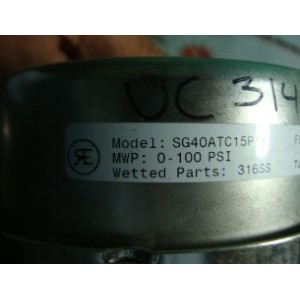 UC 314
Model: SG40ATC15P
MWP: 0-100 PSI
Wetted Parts: 316SS